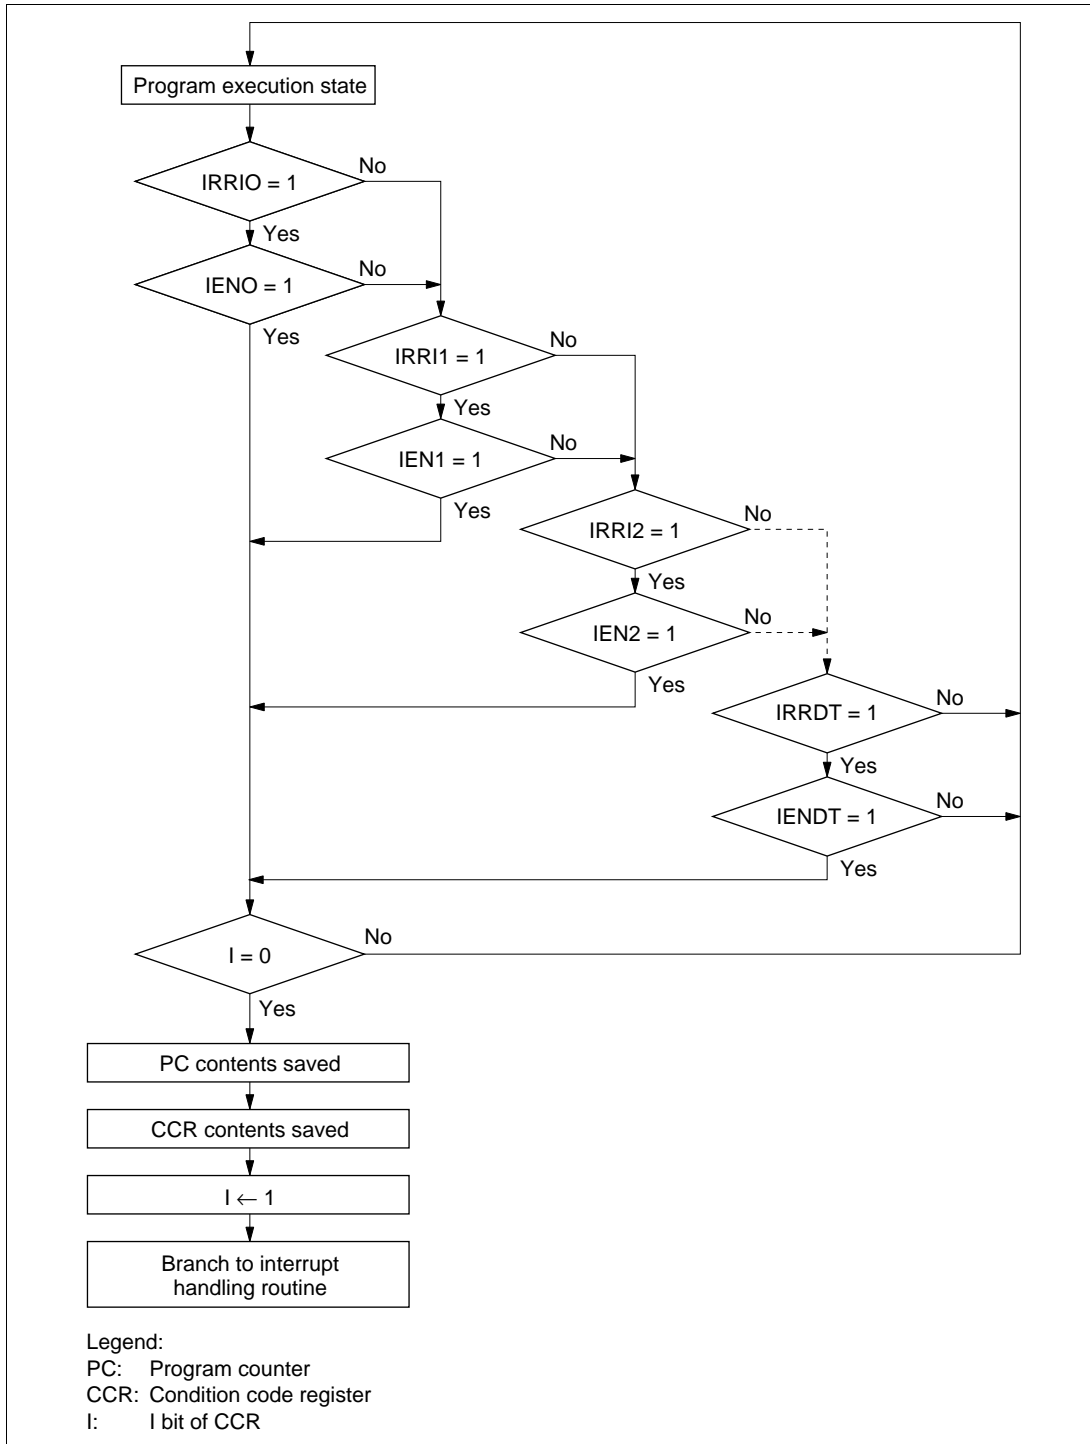 Program execution state
IRRIO = 1
No
Yes
IENO = 1
No
Yes
IRRI1 = 1
No
Yes
IEN1 = 1
No
Yes
IRRI2 = 1
No
Yes
IEN2 = 1
No
Yes
IRRDT = 1
No
Yes
IENDT = 1
No
Yes
I = 0
No
Yes
PC contents saved
CCR contents saved
I ← 1
Branch to interrupt
handling routine
Legend:
PC: Program counter
CCR: Condition code register
I: I bit of CCR